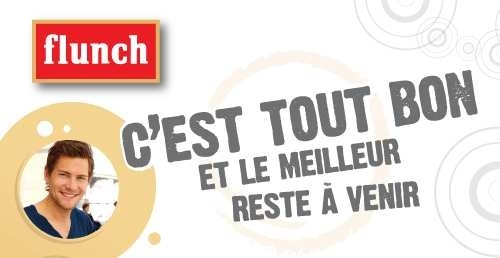 flunch
C'EST TOUT BON
ET LE MEILLEUR
RESTE À VENIR